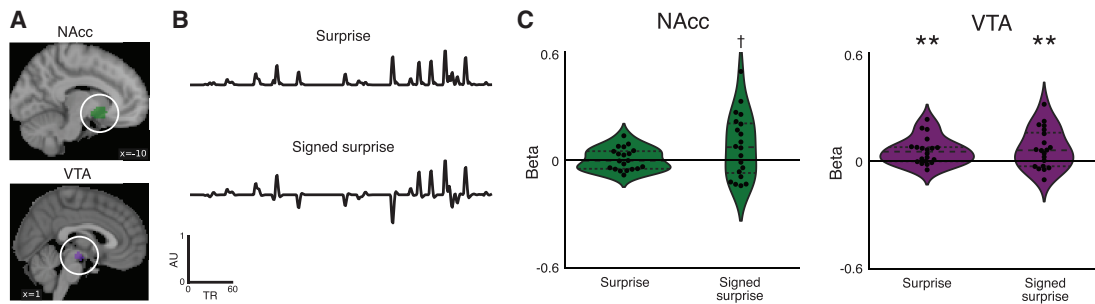 A
NAcc
x=-10
VTA
x=1
B
Surprise
Signed surprise
1
AU
0
0
TR
60
C
NAcc
†
0.6
Beta
0
-0.6
Surprise
Signed
surprise
VTA
**
**
0.6
Beta
0
-0.6
Surprise
Signed
surprise